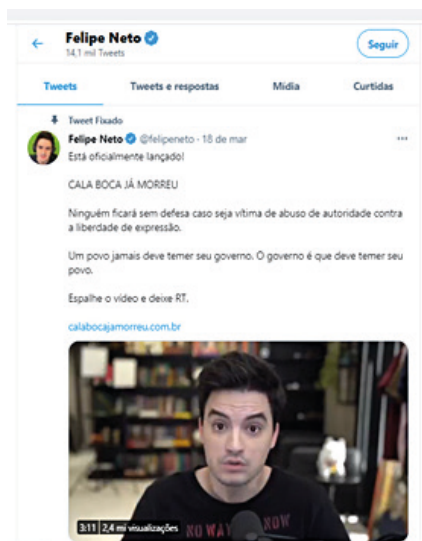 Felipe Neto
14,1 mil Tweets
Seguir
Tweets Tweets e respostas Mídia Curtidas
Tweet Fixado
Felipe Neto @felipeneto · 18 de mar
Está oficialmente lançado!
CALA BOCA JÁ MORREU
Ninguém ficará sem defesa caso seja vítima de abuso de autoridade contra
a liberdade de expressão.
Um povo jamais deve temer seu governo. O governo é que deve temer seu
povo.
Espalhe o vídeo e deixe RT.
calabocajamorreu.com.br
3:11 2,4 mi visualizações
NO WAY NOW